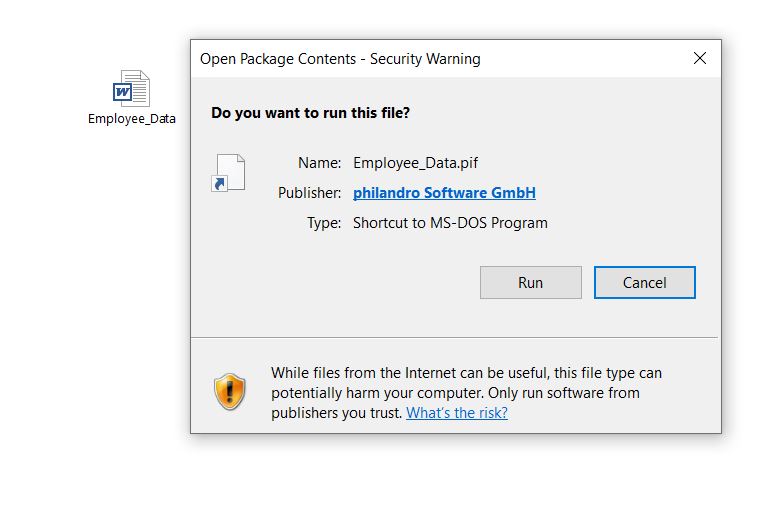 Open Package Contents - Security Warning
W
Employee_Data
Do you want to run this file?
Name: Employee_Data.pif
Publisher: philandro Software GmbH
Type: Shortcut to MS-DOS Program
Run Cancel
While files from the Internet can be useful, this file type can
potentially harm your computer. Only run software from
publishers you trust. What's the risk?